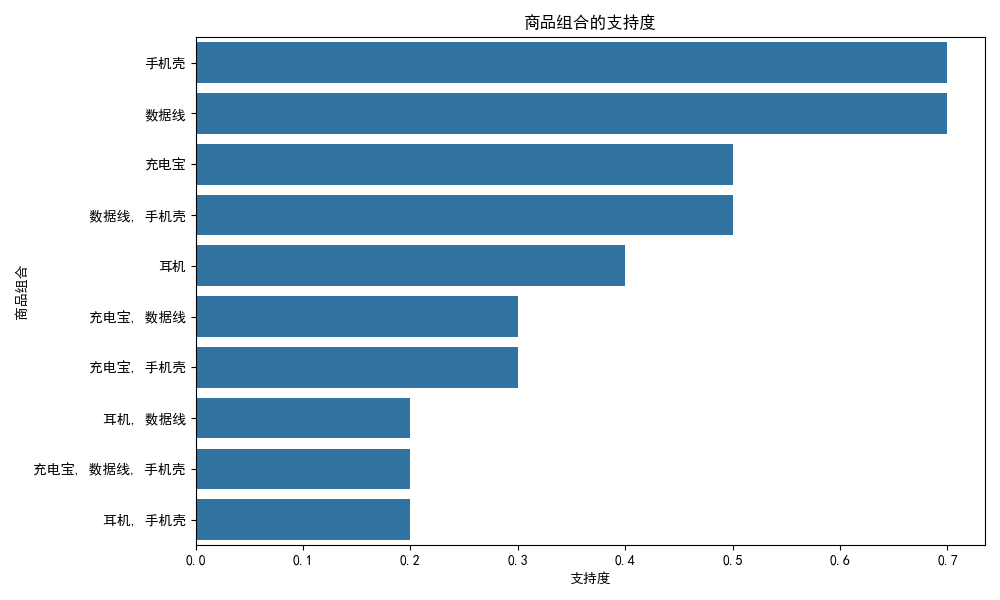 商品组合的支持度
商品组合
手机壳
数据线
充电宝
数据线, 手机壳
耳机
充电宝, 数据线
充电宝, 手机壳
耳机, 数据线
充电宝, 数据线, 手机壳
耳机, 手机壳
0.0 0.1 0.2 0.3 0.4 0.5 0.6 0.7
支持度